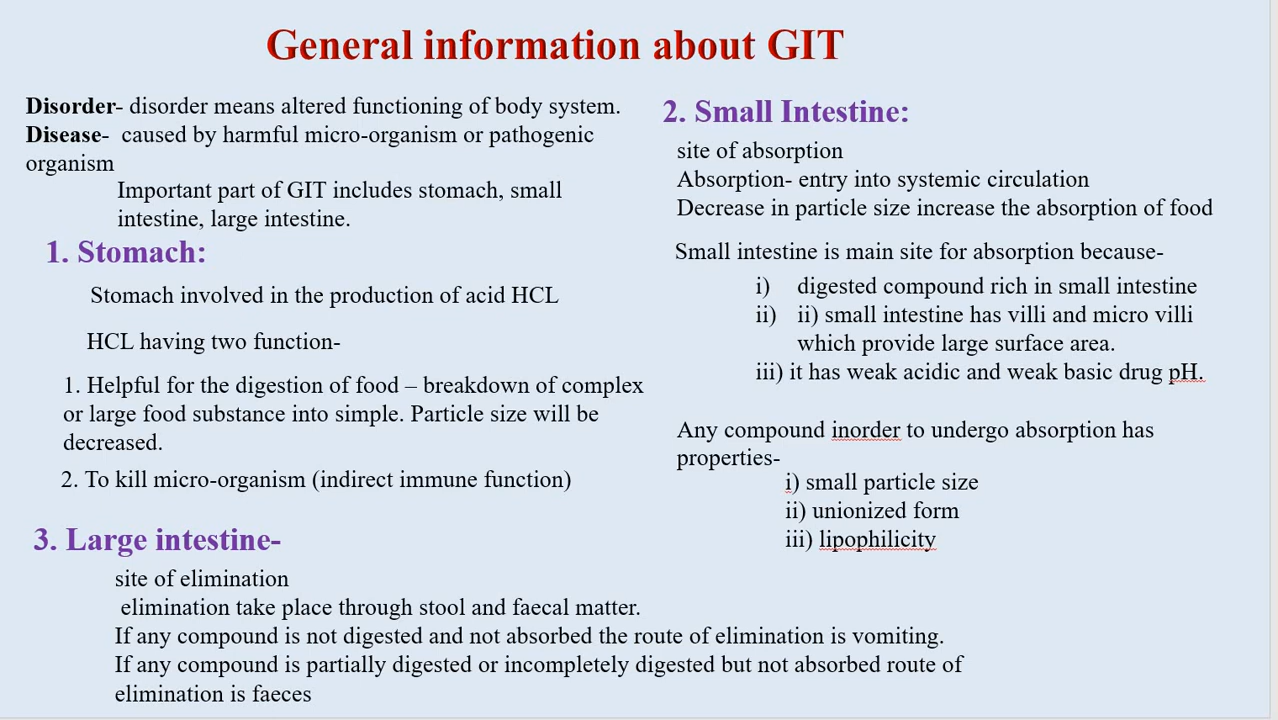 General information about GIT
Disorder- disorder means altered functioning of body system.
Disease-  caused by harmful micro-organism or pathogenic
organism
Important part of GIT includes stomach, small
intestine, large intestine.
1. Stomach:
Stomach involved in the production of acid HCL
HCL having two function-
1. Helpful for the digestion of food – breakdown of complex
or large food substance into simple. Particle size will be
decreased.
2. To kill micro-organism (indirect immune function)
2. Small Intestine:
site of absorption
Absorption- entry into systemic circulation
Decrease in particle size increase the absorption of food
Small intestine is main site for absorption because-
i) digested compound rich in small intestine
ii) ii) small intestine has villi and micro villi
which provide large surface area.
iii) it has weak acidic and weak basic drug pH.
Any compound inorder to undergo absorption has
properties-
i) small particle size
ii) unionized form
iii) lipophilicity
3. Large intestine-
site of elimination
elimination take place through stool and faecal matter.
If any compound is not digested and not absorbed the route of elimination is vomiting.
If any compound is partially digested or incompletely digested but not absorbed route of
elimination is faeces